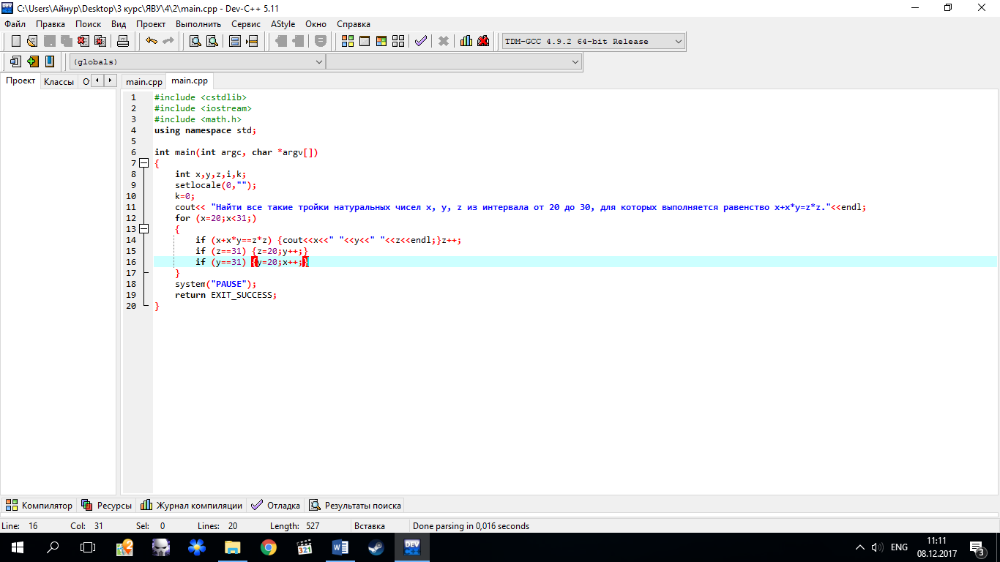 C:\Users\Айнур\Desktop\3 курс\ЯВУ\4\2\main.cpp - Dev-C++ 5.11
Файл Правка Поиск Вид Проект Выполнить Сервис AStyle Окно Справка
TDM-GCC 4.9.2 64-bit Release
(globals)
Проект Классы О main.cpp main.cpp
1 #include <cstdlib>
2 #include <iostream>
3 #include <math.h>
4 using namespace std;
5
6 int main(int argc, char *argv[])
7 {
8 int x,y,z,i,k;
9 setlocale(0,"");
10 k=0;
11 cout<< "Найти все такие тройки натуральных чисел x, y, z из интервала от 20 до 30, для которых выполняется равенство x+x*y=z*z."<<endl;
12 for (x=20;x<31;)
13 {
14 if (x+x*y==z*z) {cout<<x<<" "<<y<<" "<<z<<endl;}z++;
15 if (z==31) {z=20;y++;}
16 if (y==31) {y=20;x++;}
17 }
18 system("PAUSE");
19 return EXIT_SUCCESS;
20 }
Компилятор Ресурсы Журнал компиляции Отладка Результаты поиска
Line: 16 Col: 31 Sel: 0 Lines: 20 Length: 527 Вставка Done parsing in 0,016 seconds
2 321 DEV ENG 11:11
08.12.2017 3